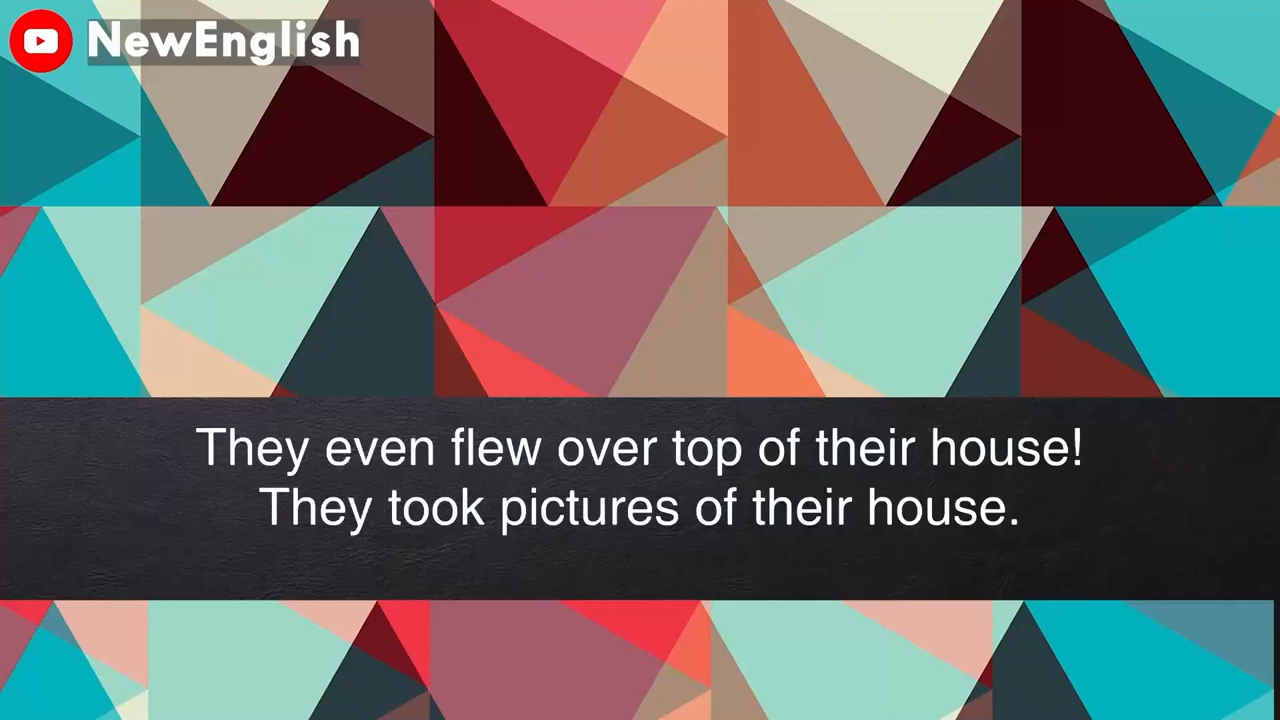 NewEnglish
They even flew over top of their house!
They took pictures of their house.